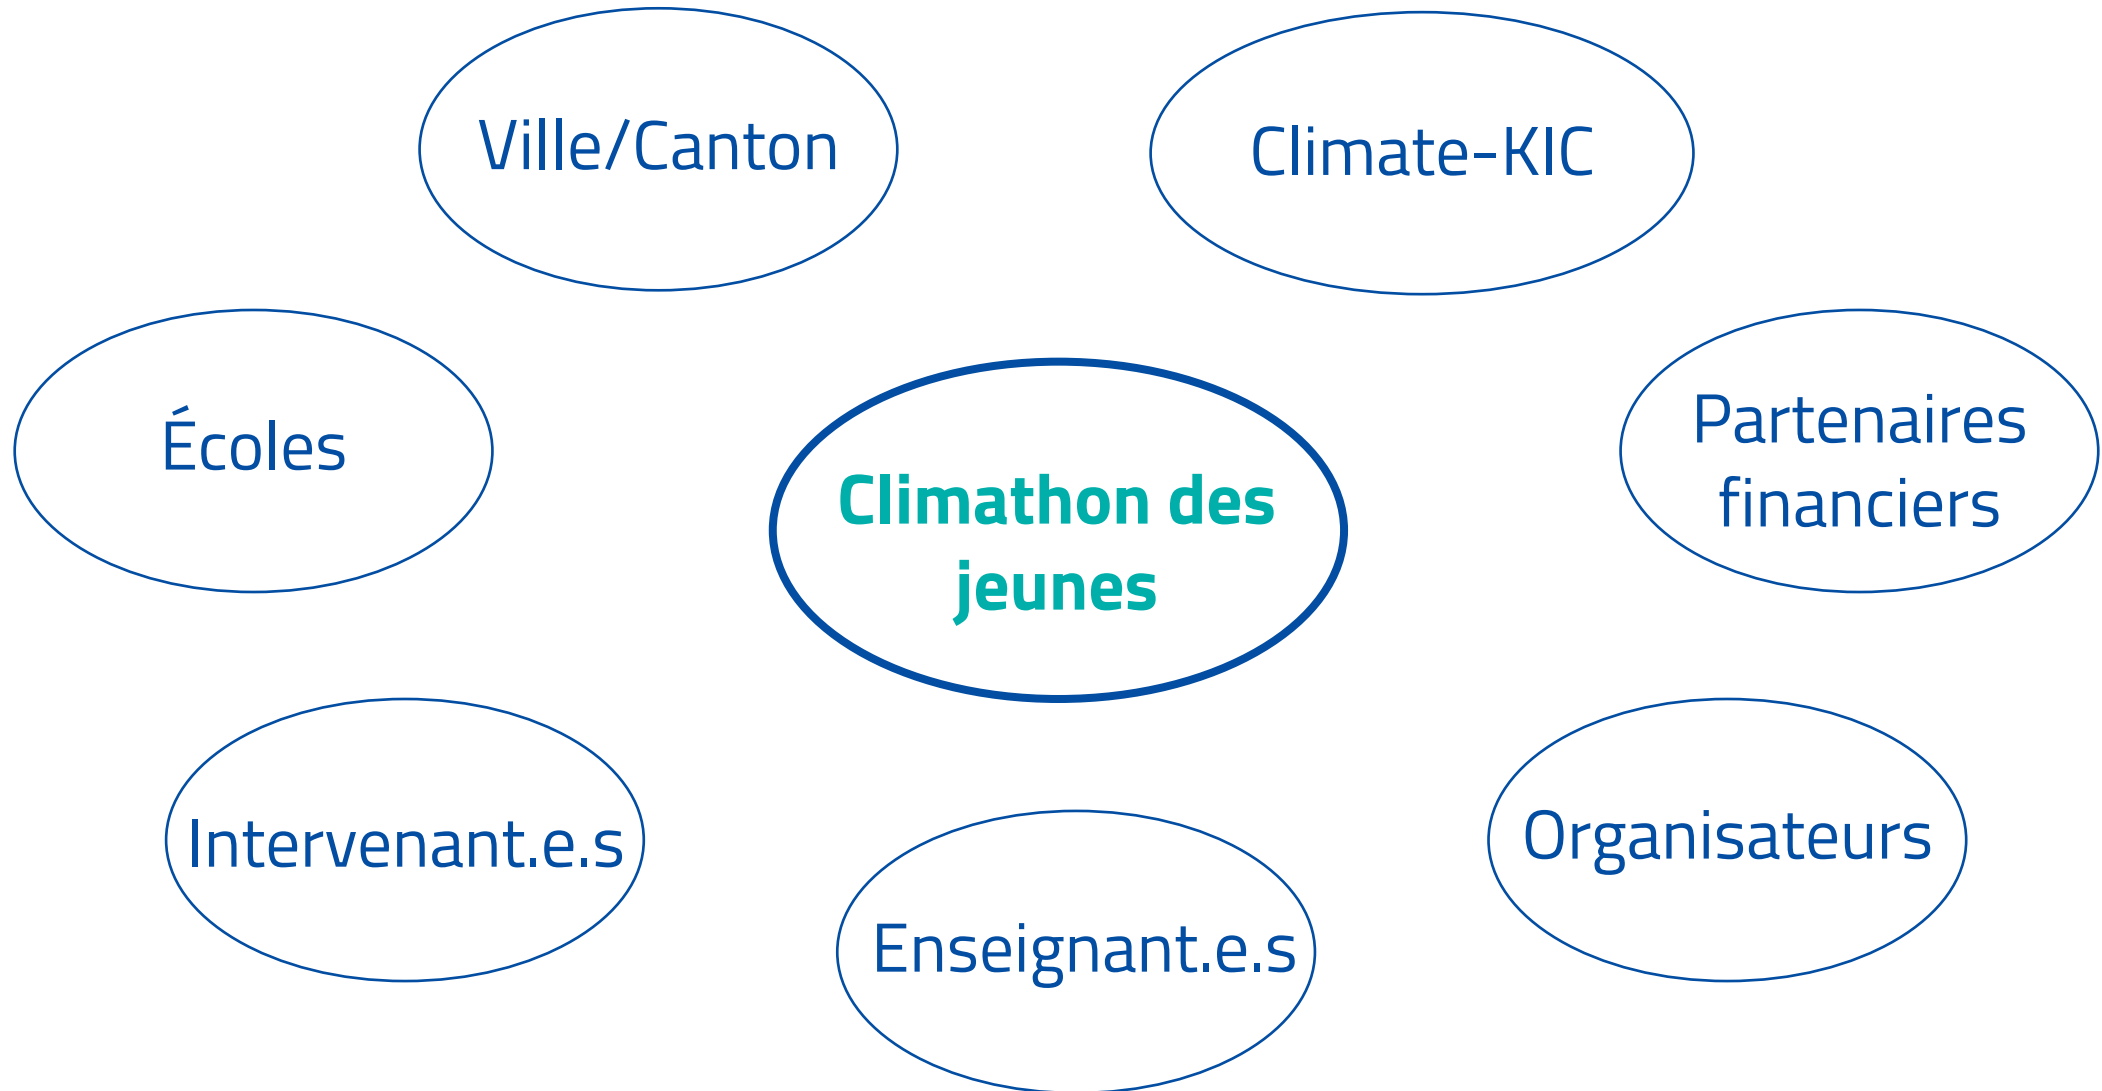 Ville/Canton
Climate-KIC
Écoles
Partenaires
financiers
Climathon des
jeunes
Intervenant.e.s
Organisateurs
Enseignant.e.s